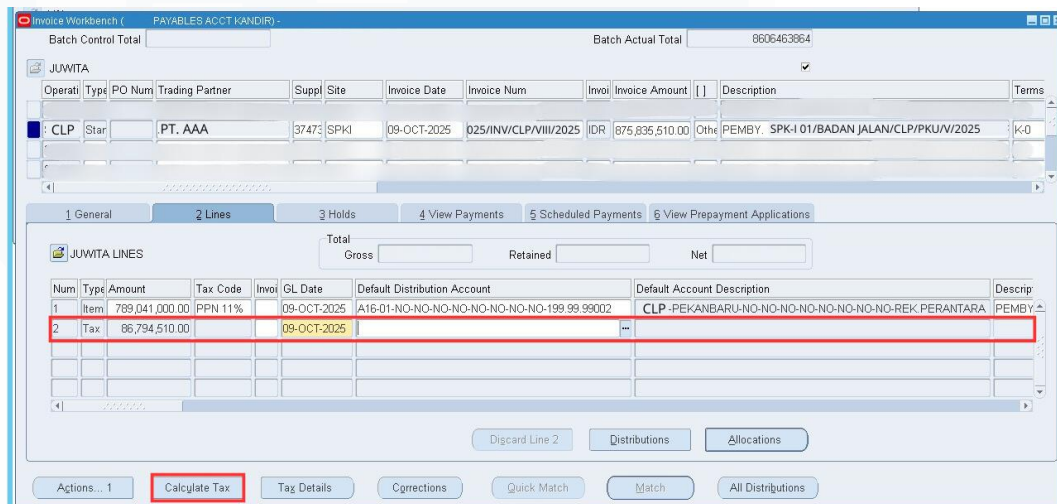 Invoice Workbench ( PAYABLES ACCT KANDIR) -
Batch Control Total
Batch Actual Total 8606463864
JUWITA
Operati Type PO Num Trading Partner Suppl Site Invoice Date Invoice Num Invoi Invoice Amount [ ] Description Terms
CLP Star PT. AAA 37473 SPKI 09-OCT-2025 025/INV/CLP/VIII/2025 IDR 875,835,510.00 Othe PEMBY. SPK-I 01/BADAN JALAN/CLP/PKU/V/2025 K-0
1 General 2 Lines 3 Holds 4 View Payments 5 Scheduled Payments 6 View Prepayment Applications
JUWITA LINES
Total
Gross Retained Net
Num Type Amount Tax Code Invoi GL Date Default Distribution Account Default Account Description Descript
1 Item 789,041,000.00 PPN 11% 09-OCT-2025 A16-01-NO-NO-NO-NO-NO-NO-NO-NO-199.99.99002 CLP -PEKANBARU-NO-NO-NO-NO-NO-NO-NO-NO-REK.PERANTARA PEMBY
2 Tax 86,794,510.00 09-OCT-2025
Discard Line 2 Distributions Allocations
Actions... 1 Calculate Tax Tax Details Corrections Quick Match Match All Distributions